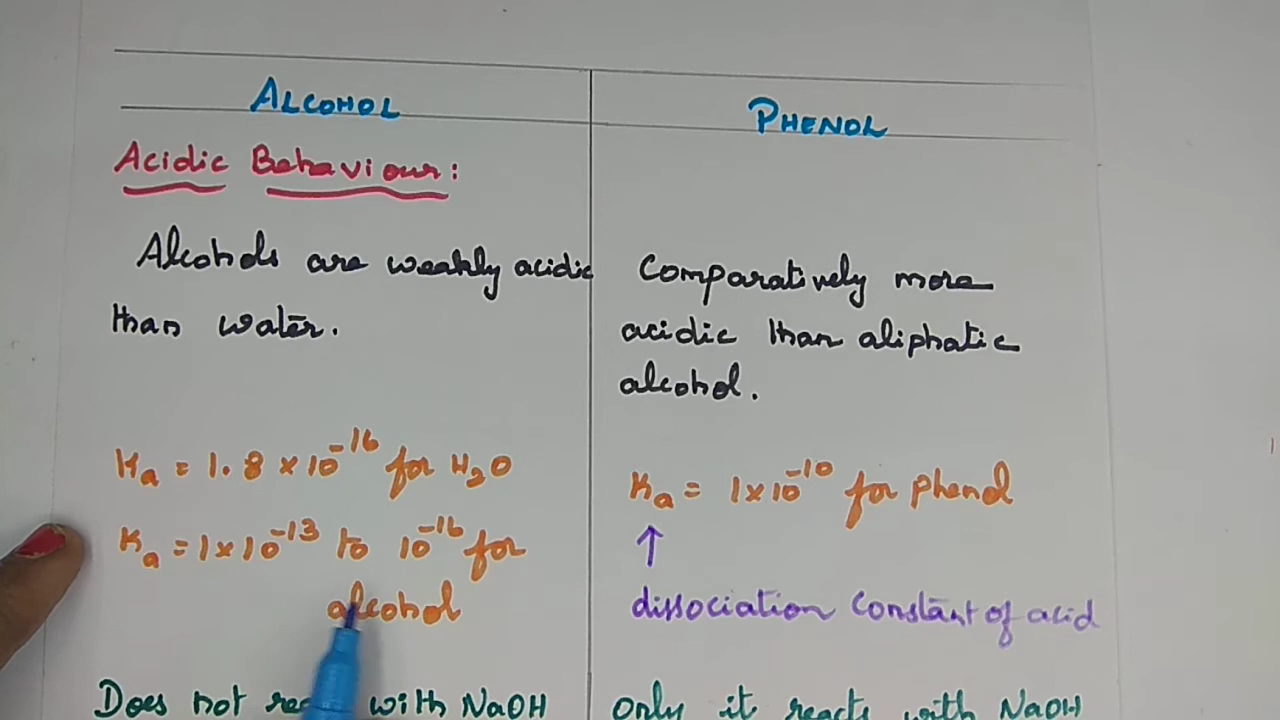 ALCOHOL
PHENOL
Acidic Behaviour:
Alcohols are weakly acidic
than water.
Comparatively more
acidic than aliphatic
alcohol.
Ka = 1.8 × 10⁻¹⁶ for H₂O
Ka = 1×10⁻¹³ to 10⁻¹⁶ for
alcohol
Ka = 1×10⁻¹⁰ for phenol
↑
dissociation constant of acid
Does not with NaOH
only it reacts with NaOH